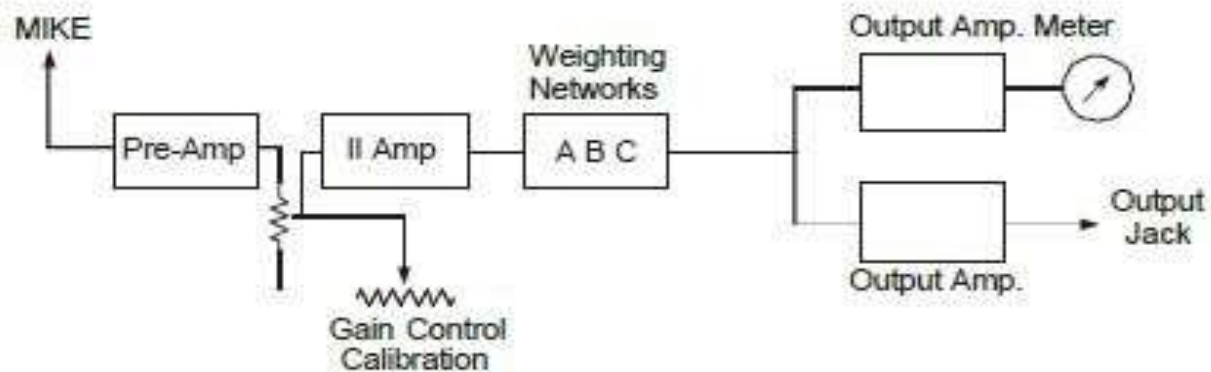 MIKE
Output Amp. Meter
Weighting
Networks
Pre-Amp
II Amp
A B C
Output
Jack
Output Amp.
Gain Control
Calibration